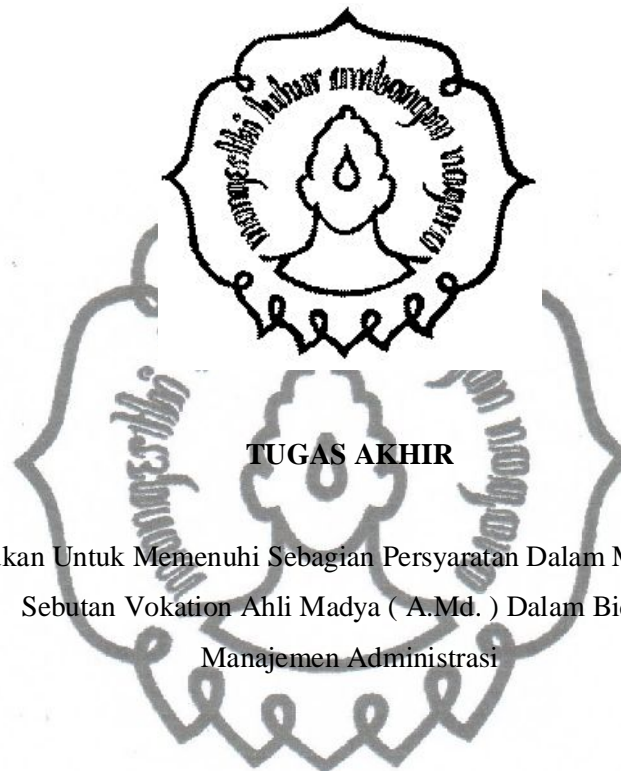 mangesthi luhur ambangun nagara
TUGAS AKHIR
kan Untuk Memenuhi Sebagian Persyaratan Dalam M
Sebutan Vokation Ahli Madya ( A.Md. ) Dalam Bi
Manajemen Administrasi